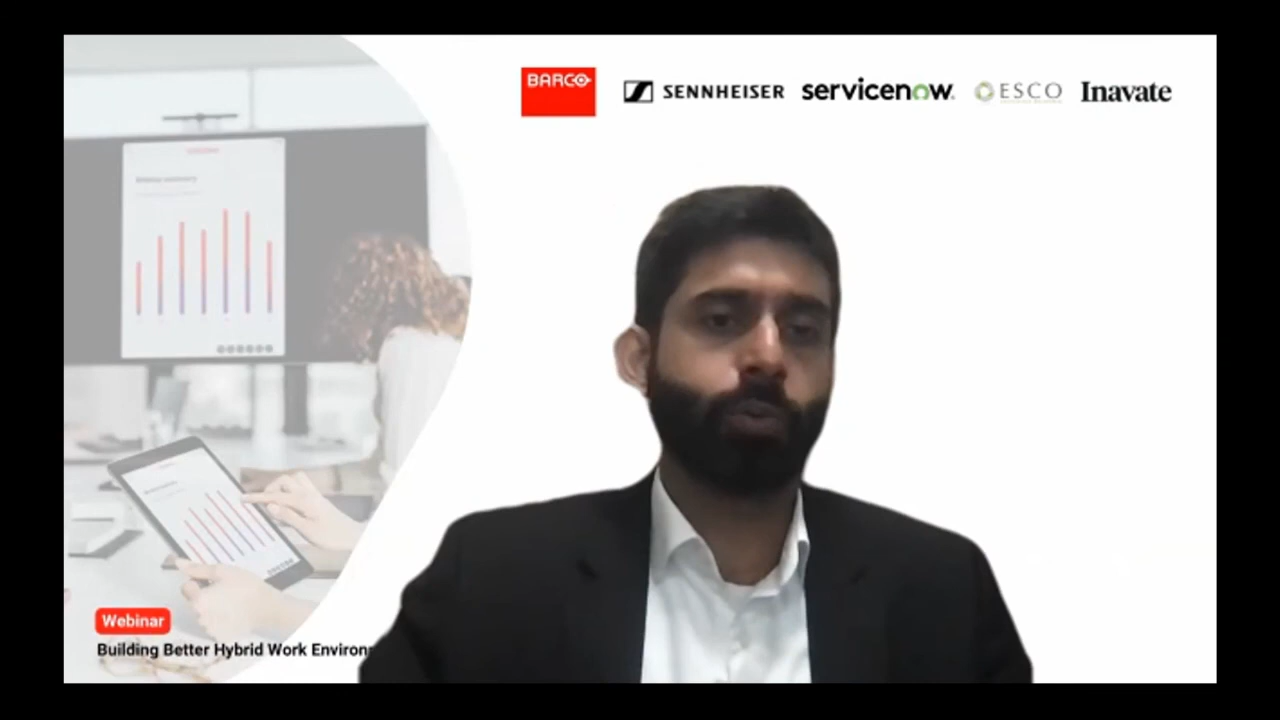 BARCO SENNHEISER servicenow ESCO Inavate
Webinar
Building Better Hybrid Work Environ